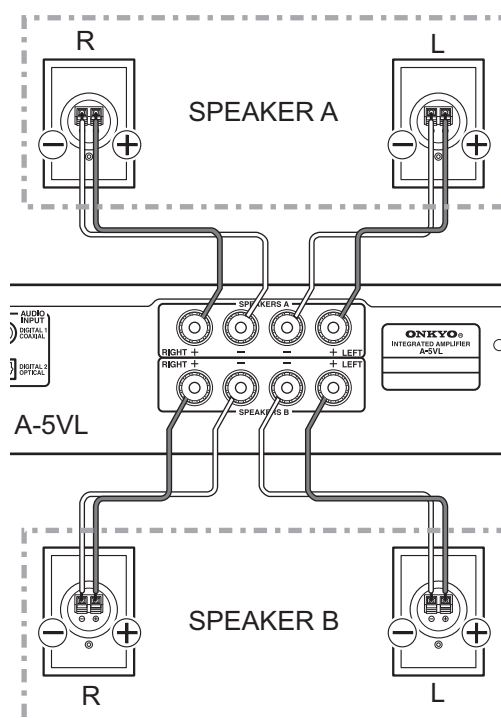 R
L
SPEAKER A
− +
− +
SPEAKERS A
RIGHT + − − + LEFT
RIGHT + − − + LEFT
SPEAKERS B
AUDIO
INPUT
DIGITAL 1
COAXIAL
DIGITAL 2
OPTICAL
ONKYO
INTEGRATED AMPLIFIER
A-5VL
A-5VL
SPEAKER B
− +
− +
R
L